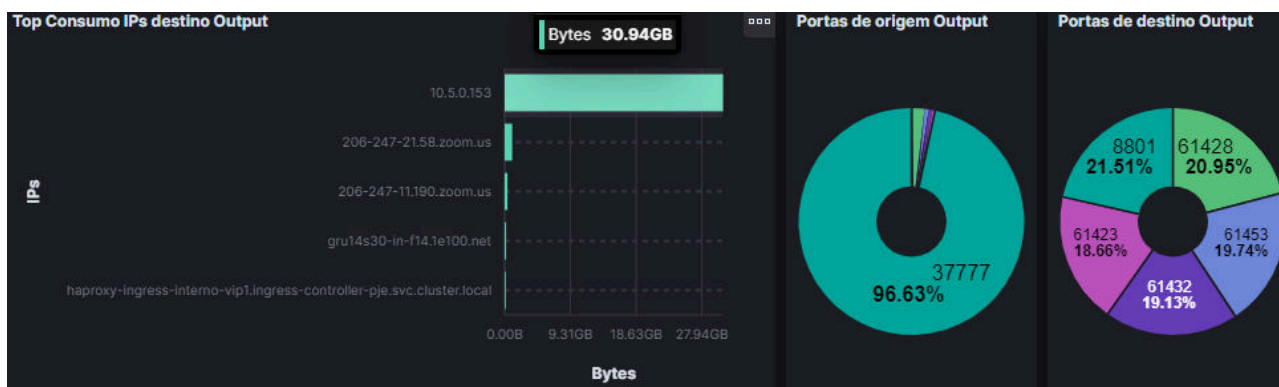 Top Consumo IPs destino Output
Bytes 30.94GB
IPs
10.5.0.153
206-247-21.58.zoom.us
206-247-11.190.zoom.us
gru14s30-in-f14.1e100.net
haproxy-ingress-interno-vip1.ingress-controller-pje.svc.cluster.local
0.00B 9.31GB 18.63GB 27.94GB
Bytes
Portas de origem Output
37777
96.63%
Portas de destino Output
8801
21.51%
61428
20.95%
61423
18.66%
61453
19.74%
61432
19.13%